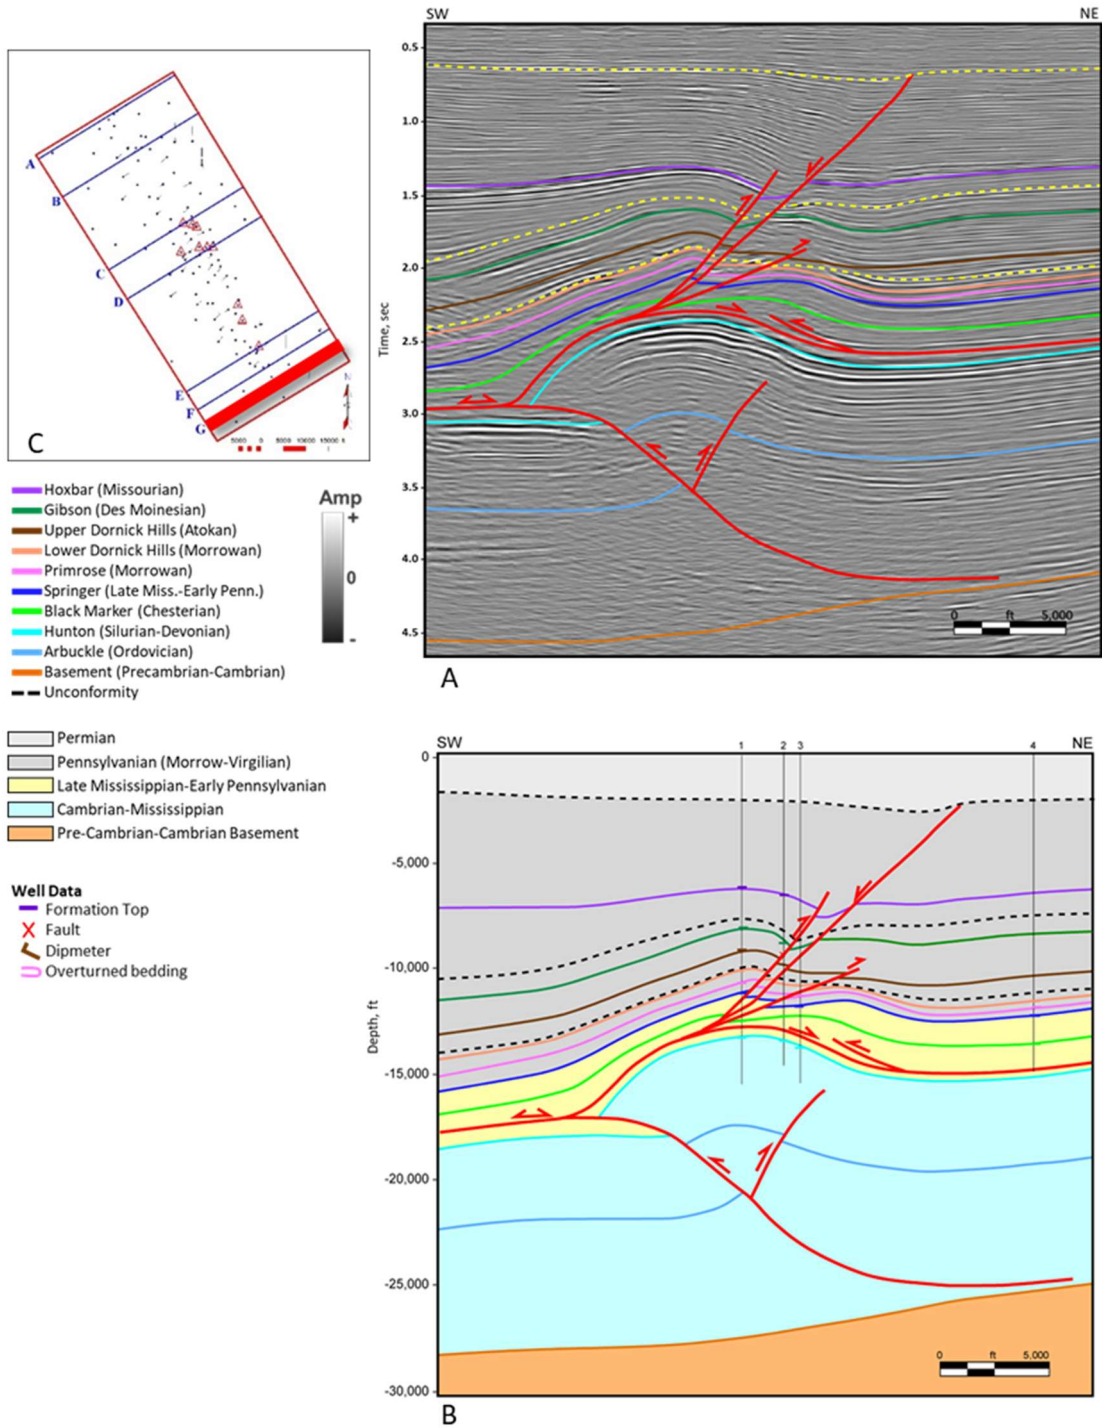 SW
NE
0.5
1.0
1.5
2.0
2.5
3.0
3.5
4.0
4.5
Time, sec
0 ft 5,000
A
A
B
C
D
E
F
G
N
5000 0 5000 10000 15000
C
Hoxbar (Missourian)
Gibson (Des Moinesian)
Upper Dornick Hills (Atokan)
Lower Dornick Hills (Morrowan)
Primrose (Morrowan)
Springer (Late Miss.-Early Penn.)
Black Marker (Chesterian)
Hunton (Silurian-Devonian)
Arbuckle (Ordovician)
Basement (Precambrian-Cambrian)
Unconformity
Amp
+
0
-
Permian
Pennsylvanian (Morrow-Virgilian)
Late Mississippian-Early Pennsylvanian
Cambrian-Mississippian
Pre-Cambrian-Cambrian Basement
Well Data
Formation Top
Fault
Dipmeter
Overturned bedding
SW
1 2 3 4
NE
0
-5,000
-10,000
-15,000
-20,000
-25,000
-30,000
Depth, ft
0 ft 5,000
B